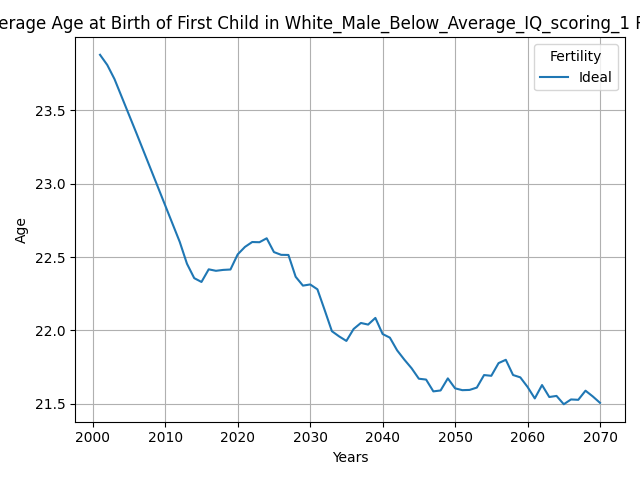 erage Age at Birth of First Child in White_Male_Below_Average_IQ_scoring_1
Fertility
Ideal
23.5
23.0
22.5
22.0
21.5
Age
2000 2010 2020 2030 2040 2050 2060 2070
Years